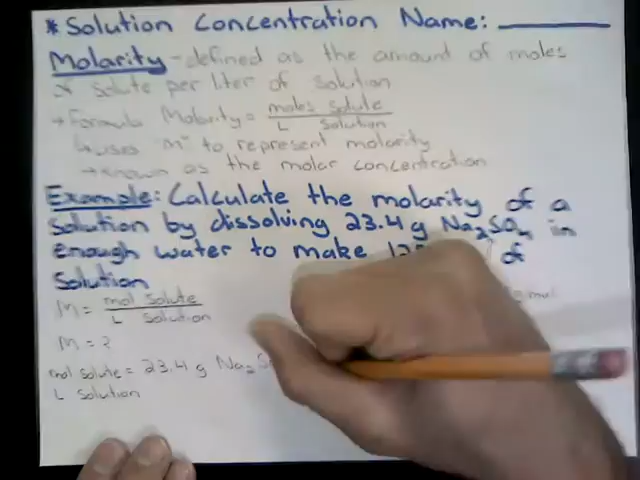 * Solution Concentration Name:
Molarity - defined as the amount of moles
of solute per liter of solution
→ Formula Molarity = moles solute
L solution
↳ uses "M" to represent molarity
→ known as the molar concentration
Example: Calculate the molarity of a
solution by dissolving 23.4 g Na₂SO₄ in
enough water to make of
Solution
M = mol solute
L solution
M = ?
mol solute = 23.4 g
L solution